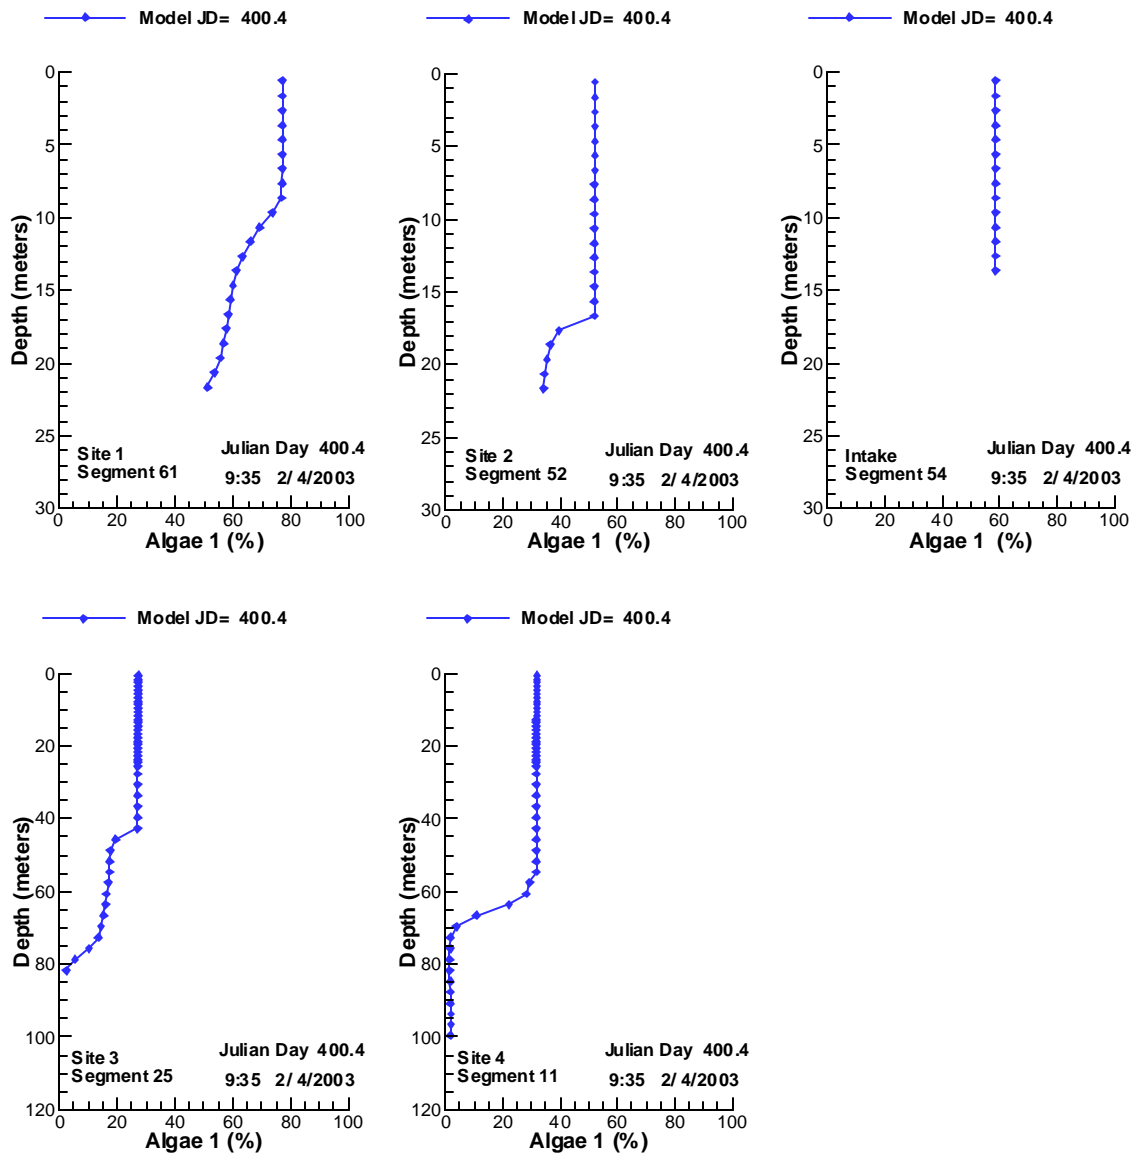 Model JD= 400.4
Model JD= 400.4
Model JD= 400.4
0
5
10
15
20
25
30
Depth (meters)
Site 1
Segment 61
Julian Day 400.4
9:35 2/ 4/2003
0 20 40 60 80 100
Algae 1 (%)
0
5
10
15
20
25
30
Depth (meters)
Site 2
Segment 52
Julian Day 400.4
9:35 2/ 4/2003
0 20 40 60 80 100
Algae 1 (%)
0
5
10
15
20
25
30
Depth (meters)
Intake
Segment 54
Julian Day 400.4
9:35 2/ 4/2003
0 20 40 60 80 100
Algae 1 (%)
Model JD= 400.4
Model JD= 400.4
0
20
40
60
80
100
120
Depth (meters)
Site 3
Segment 25
Julian Day 400.4
9:35 2/ 4/2003
0 20 40 60 80 100
Algae 1 (%)
0
20
40
60
80
100
120
Depth (meters)
Site 4
Segment 11
Julian Day 400.4
9:35 2/ 4/2003
0 20 40 60 80 100
Algae 1 (%)